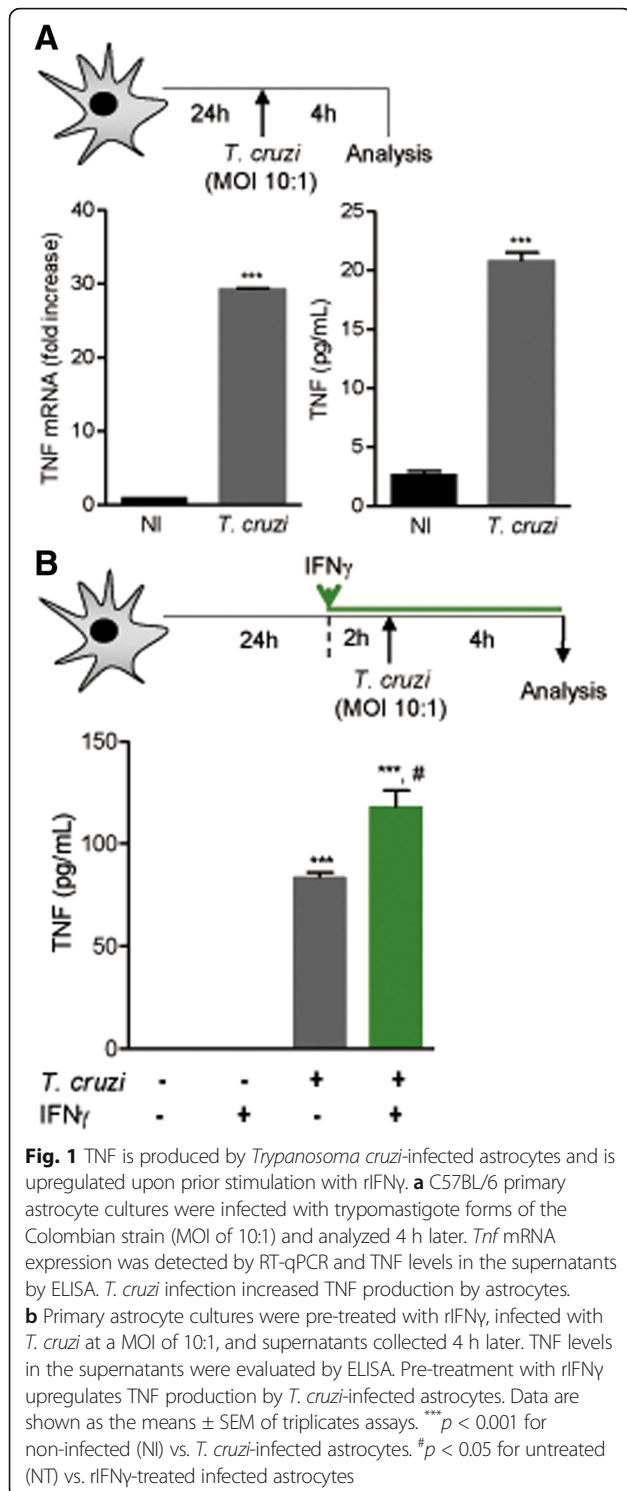 A
24h
4h
T. cruzi
(MOI 10:1)
Analysis
40
30
20
10
0
TNF mRNA (fold increase)
***
NI
T. cruzi
25
20
15
10
5
0
TNF (pg/mL)
***
NI
T. cruzi
B
IFNγ
24h
2h
4h
T. cruzi
(MOI 10:1)
Analysis
150
100
50
0
TNF (pg/mL)
***
***, #
T. cruzi - - + +
IFNγ - + - +
Fig. 1 TNF is produced by Trypanosoma cruzi-infected astrocytes and is
upregulated upon prior stimulation with rIFNγ. a C57BL/6 primary
astrocyte cultures were infected with trypomastigote forms of the
Colombian strain (MOI of 10:1) and analyzed 4 h later. Tnf mRNA
expression was detected by RT-qPCR and TNF levels in the supernatants
by ELISA. T. cruzi infection increased TNF production by astrocytes.
b Primary astrocyte cultures were pre-treated with rIFNγ, infected with
T. cruzi at a MOI of 10:1, and supernatants collected 4 h later. TNF levels
in the supernatants were evaluated by ELISA. Pre-treatment with rIFNγ
upregulates TNF production by T. cruzi-infected astrocytes. Data are
shown as the means ± SEM of triplicates assays. ***p < 0.001 for
non-infected (NI) vs. T. cruzi-infected astrocytes. #p < 0.05 for untreated
(NT) vs. rIFNγ-treated infected astrocytes